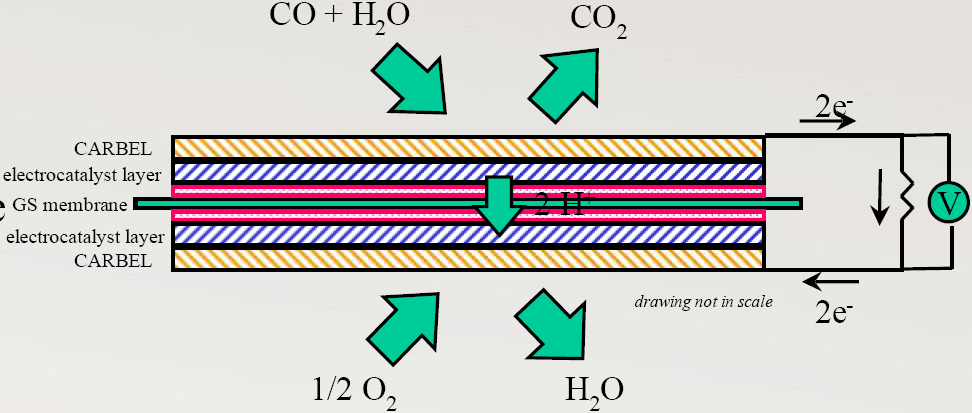 CO + H₂O
CO₂
2e⁻
CARBEL
electrocatalyst layer
e GS membrane
2 H⁺
V
electrocatalyst layer
CARBEL
drawing not in scale
2e⁻
1/2 O₂
H₂O